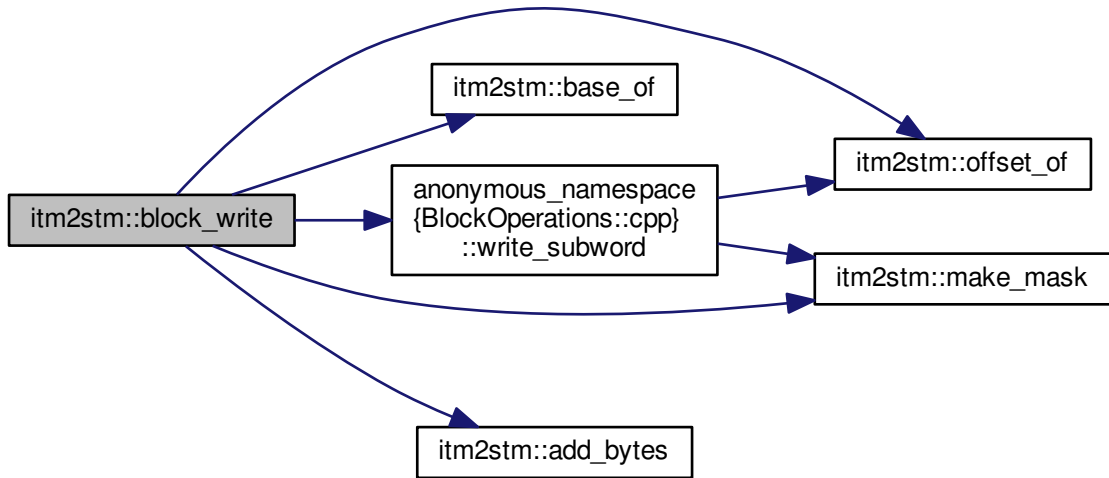 itm2stm::base_of
itm2stm::offset_of
itm2stm::block_write
anonymous_namespace
{BlockOperations::cpp}
::write_subword
itm2stm::make_mask
itm2stm::add_bytes